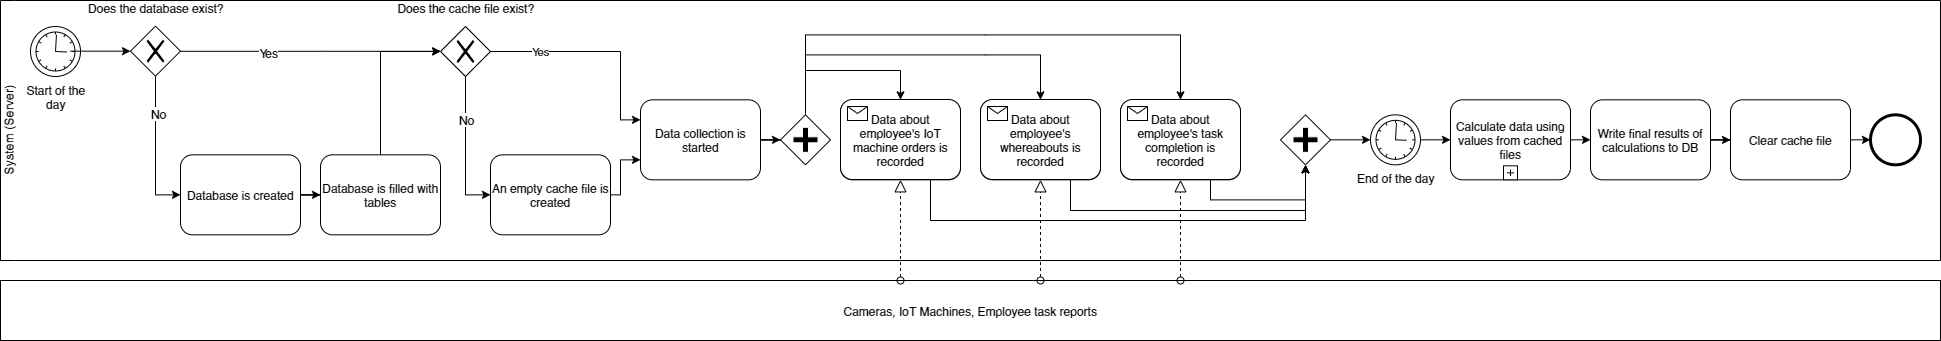 Does the database exist?
Does the cache file exist?
System (Server)
Start of the
day
Yes
No
Database is created
Database is filled with
tables
Yes
No
An empty cache file is
created
Data collection is
started
Data about
employee's IoT
machine orders is
recorded
Data about
employee's
whereabouts is
recorded
Data about
employee's task
completion is
recorded
End of the day
Calculate data using
values from cached
files
Write final results of
calculations to DB
Clear cache file
Cameras, IoT Machines, Employee task reports